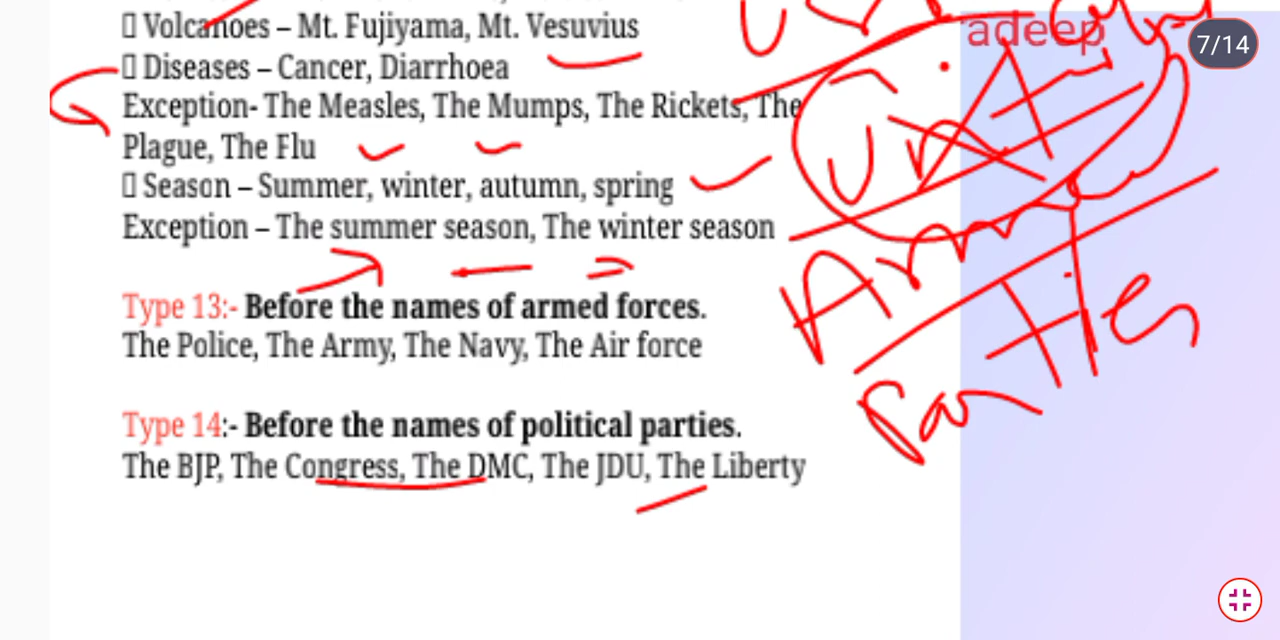 Volcanoes – Mt. Fujiyama, Mt. Vesuvius
adeep
7/14
Diseases – Cancer, Diarrhoea
Exception- The Measles, The Mumps, The Rickets, The
Plague, The Flu
Season – Summer, winter, autumn, spring
Exception – The summer season, The winter season
Type 13:- Before the names of armed forces.
The Police, The Army, The Navy, The Air force
Type 14:- Before the names of political parties.
The BJP, The Congress, The DMC, The JDU, The Liberty